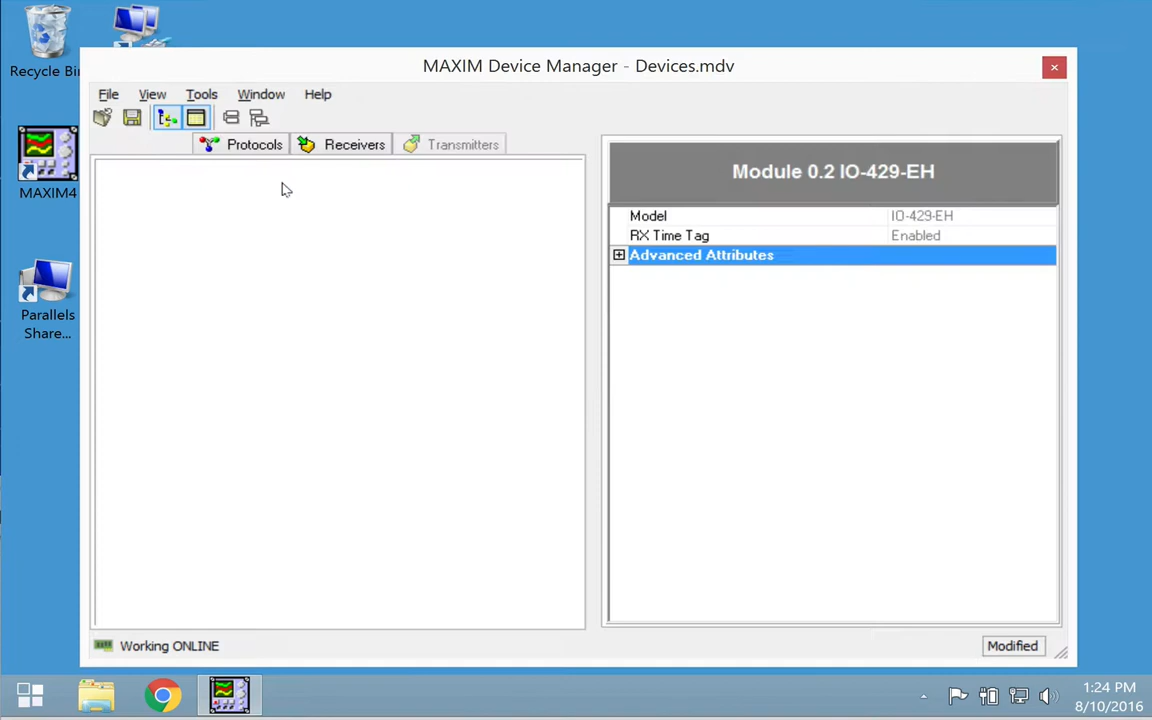 Recycle Bin
MAXIM4
Parallels
Share...
MAXIM Device Manager - Devices.mdv
File View Tools Window Help
Protocols Receivers Transmitters
Module 0.2 IO-429-EH
Model IO-429-EH
RX Time Tag Enabled
Advanced Attributes
Working ONLINE
Modified
1:24 PM
8/10/2016